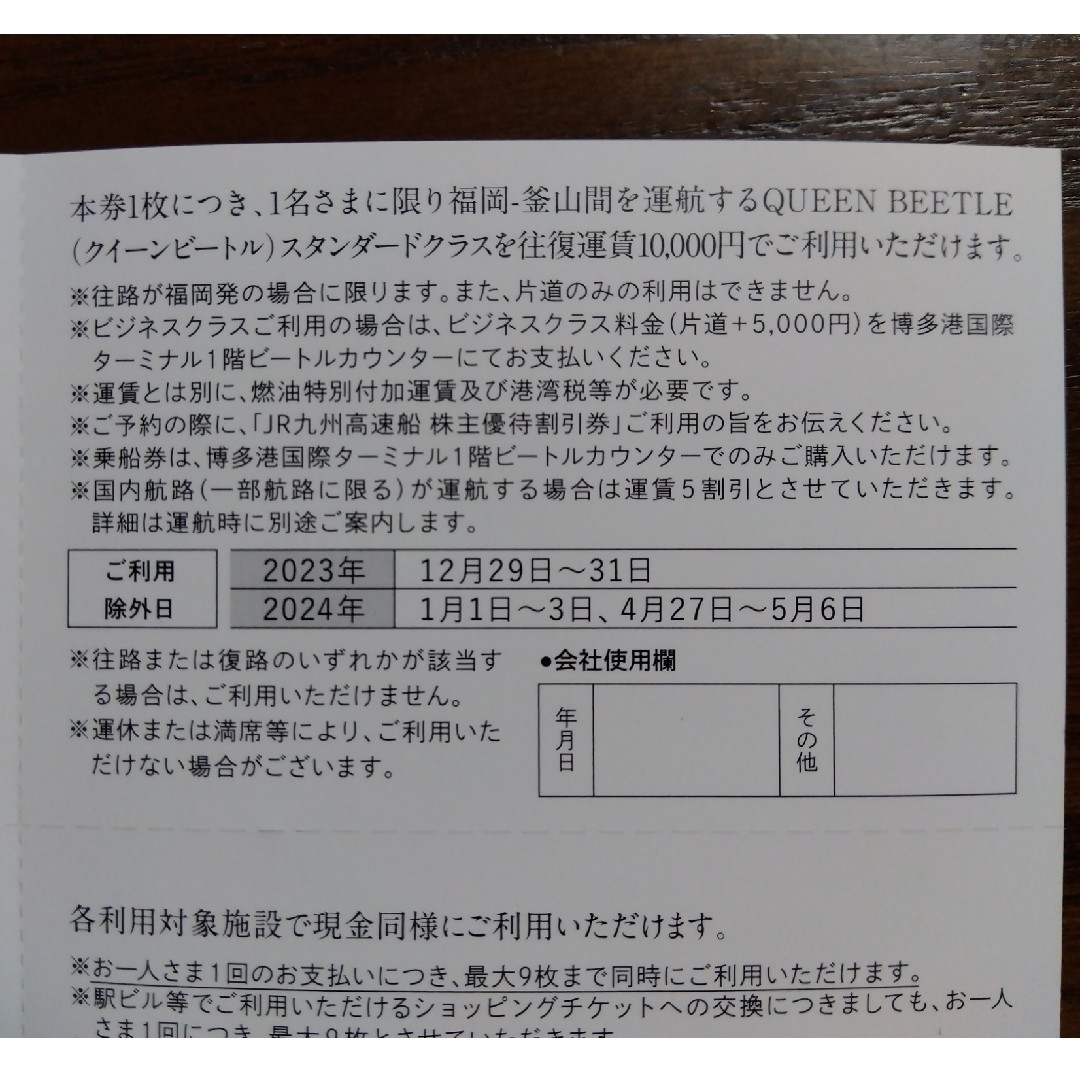 本券1枚につき、1名さまに限り福岡-釜山間を運航するQUEEN BEETLE
(クイーンビートル)スタンダードクラスを往復運賃10,000円でご利用いただけます。
※往路が福岡発の場合に限ります。また、片道のみの利用はできません。
※ビジネスクラスご利用の場合は、ビジネスクラス料金(片道+5,000円)を博多港国際
ターミナル1階ビートルカウンターにてお支払いください。
※運賃とは別に、燃油特別付加運賃及び港湾税等が必要です。
※ご予約の際に、「JR九州高速船 株主優待割引券」ご利用の旨をお伝えください。
※乗船券は、博多港国際ターミナル1階ビートルカウンターでのみご購入いただけます。
※国内航路(一部航路に限る)が運航する場合は運賃5割引とさせていただきます。
詳細は運航時に別途ご案内します。
ご利用
除外日
2023年 12月29日〜31日
2024年 1月1日〜3日、4月27日〜5月6日
※往路または復路のいずれかが該当す
る場合は、ご利用いただけません。
※運休または満席等により、ご利用いた
だけない場合がございます。
●会社使用欄
年月日
その他
各利用対象施設で現金同様にご利用いただけます。
※お一人さま1回のお支払いにつき、最大9枚まで同時にご利用いただけます。
※駅ビル等でご利用いただけるショッピングチケットへの交換につきましても、お一人
さま1回につき、最大9枚とさせていただきます。